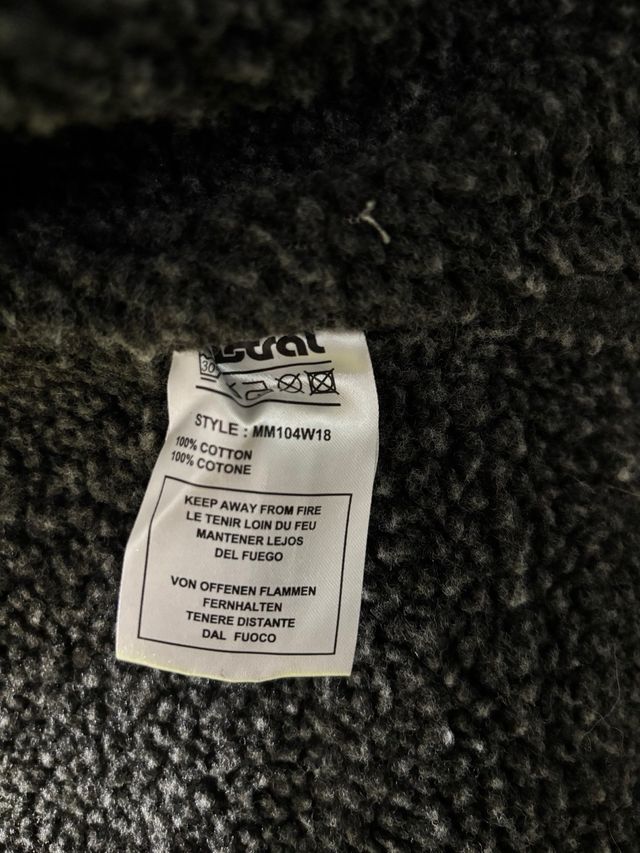 30
STYLE : MM104W18
100% COTTON
100% COTONE
KEEP AWAY FROM FIRE
LE TENIR LOIN DU FEU
MANTENER LEJOS
DEL FUEGO
VON OFFENEN FLAMMEN
FERNHALTEN
TENERE DISTANTE
DAL FUOCO